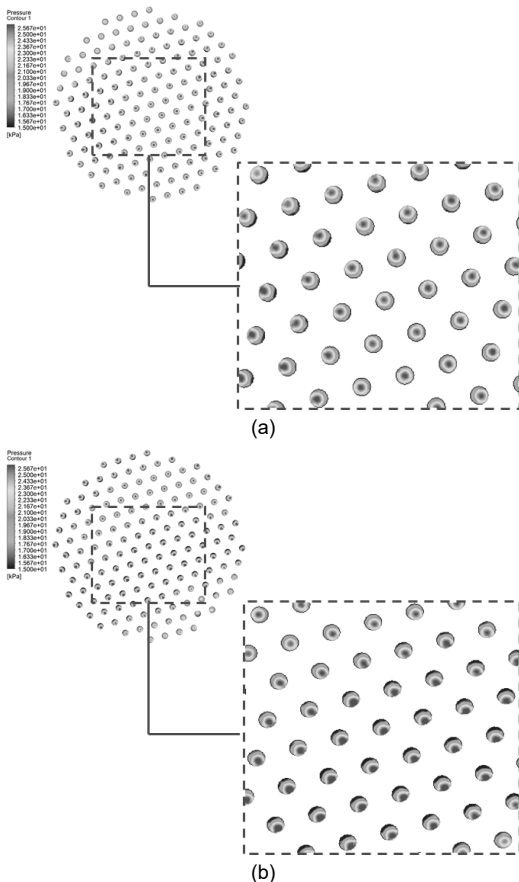 Pressure
Contour 1
2.567e+01
2.500e+01
2.433e+01
2.367e+01
2.300e+01
2.233e+01
2.167e+01
2.100e+01
2.033e+01
1.967e+01
1.900e+01
1.833e+01
1.767e+01
1.700e+01
1.633e+01
1.567e+01
1.500e+01
[kPa]
(a)
Pressure
Contour 1
2.567e+01
2.500e+01
2.433e+01
2.367e+01
2.300e+01
2.233e+01
2.167e+01
2.100e+01
2.033e+01
1.967e+01
1.900e+01
1.833e+01
1.767e+01
1.700e+01
1.633e+01
1.567e+01
1.500e+01
[kPa]
(b)